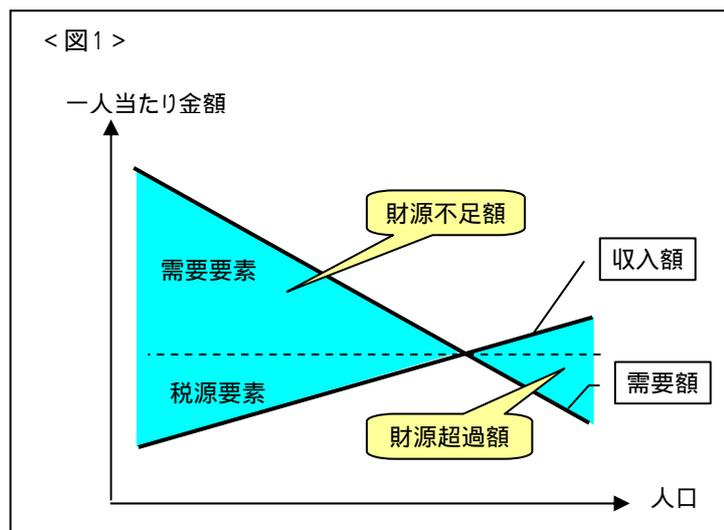 <図1>
一人当たり金額
財源不足額
需要要素
収入額
税源要素
需要額
財源超過額
人口